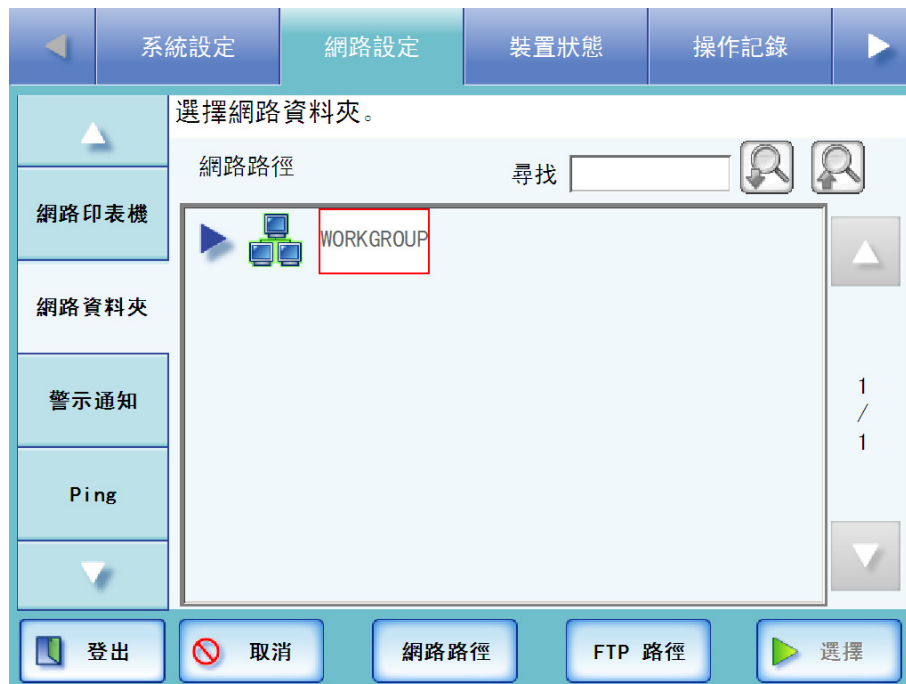 系統設定
網路設定
裝置狀態
操作記錄
選擇網路資料夾。
網路路徑
尋找
網路印表機
WORKGROUP
網路資料夾
警示通知
1
/
1
Ping
登出
取消
網路路徑
FTP 路徑
選擇